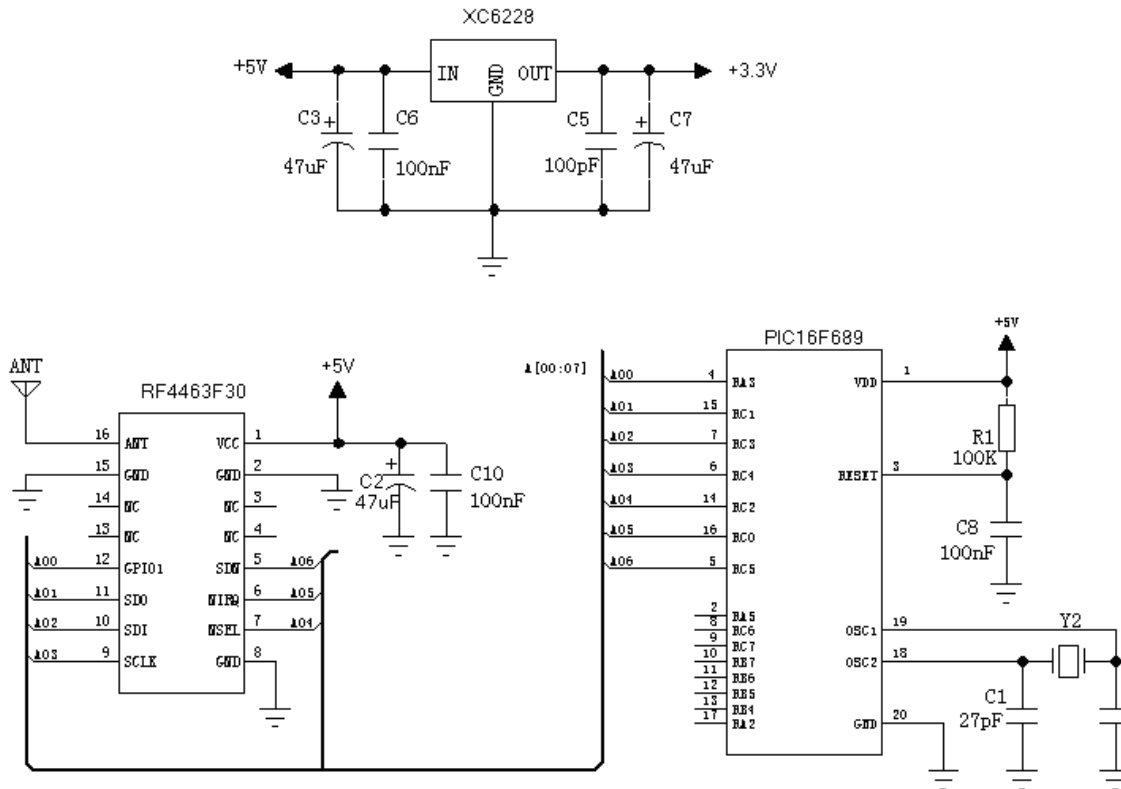 XC6228
+5V
IN
GND
OUT
+3.3V
C3
+
47uF
C6
100nF
C5
100pF
+
C7
47uF
ANT
RF4463F30
+5V
16 ANT
VCC 1
15 GND
GND 2
14 NC
NC 3
13 NC
NC 4
A00 12 GPIO1
SDN 5 A06
A01 11 SDO
NIRQ 6 A05
A02 10 SDI
NSEL 7 A04
A03 9 SCLK
GND 8
+
C2
47uF
C10
100nF
A[00:07]
PIC16F689
A00 4 RA3
A01 15 RC1
A02 7 RC3
A03 6 RC4
A04 14 RC2
A05 16 RC0
A06 5 RC5
2 RA5
8 RC6
9 RC7
10 RB7
11 RB6
12 RB5
13 RB4
17 RA2
VDD 1
RESET 3
OSC1 19
OSC2 18
GND 20
+5V
R1
100K
C8
100nF
Y2
C1
27pF